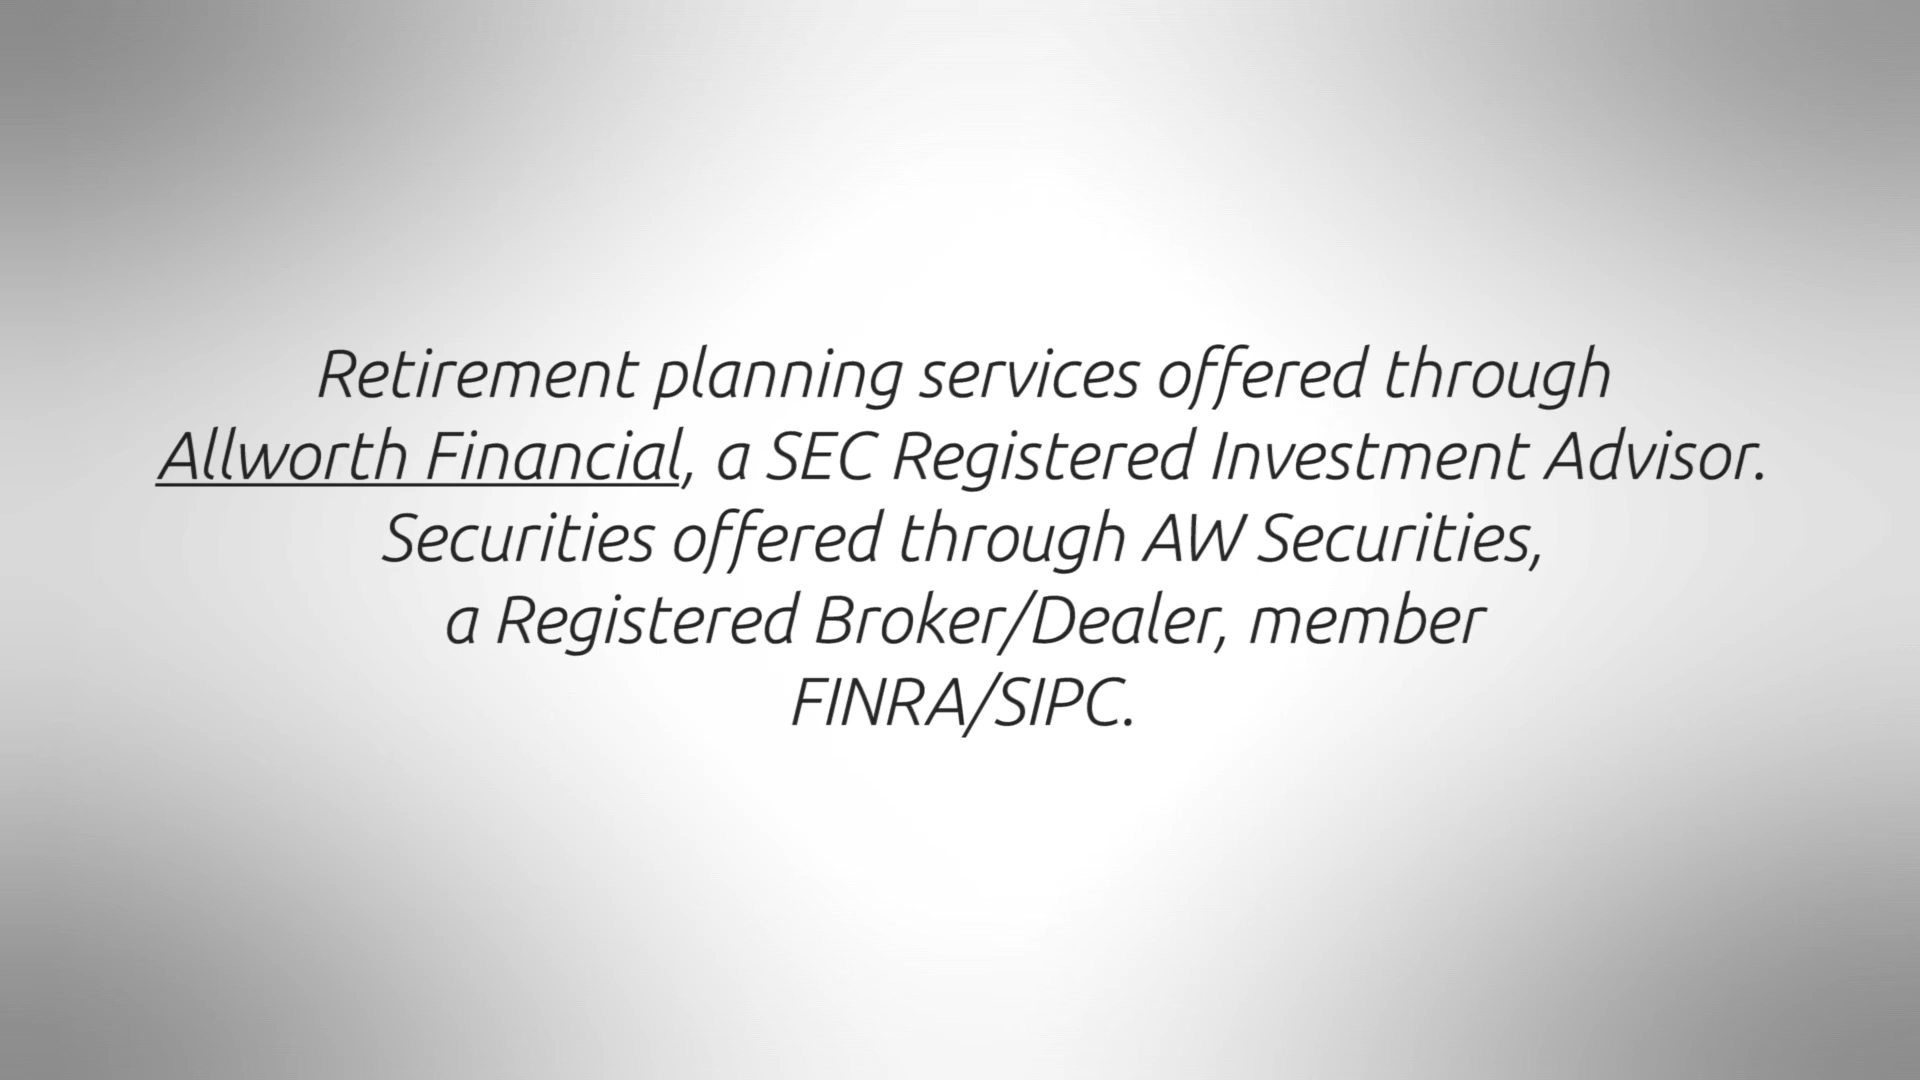 Retirement planning services offered through
Allworth Financial, a SEC Registered Investment Advisor.
Securities offered through AW Securities,
a Registered Broker/Dealer, member
FINRA/SIPC.